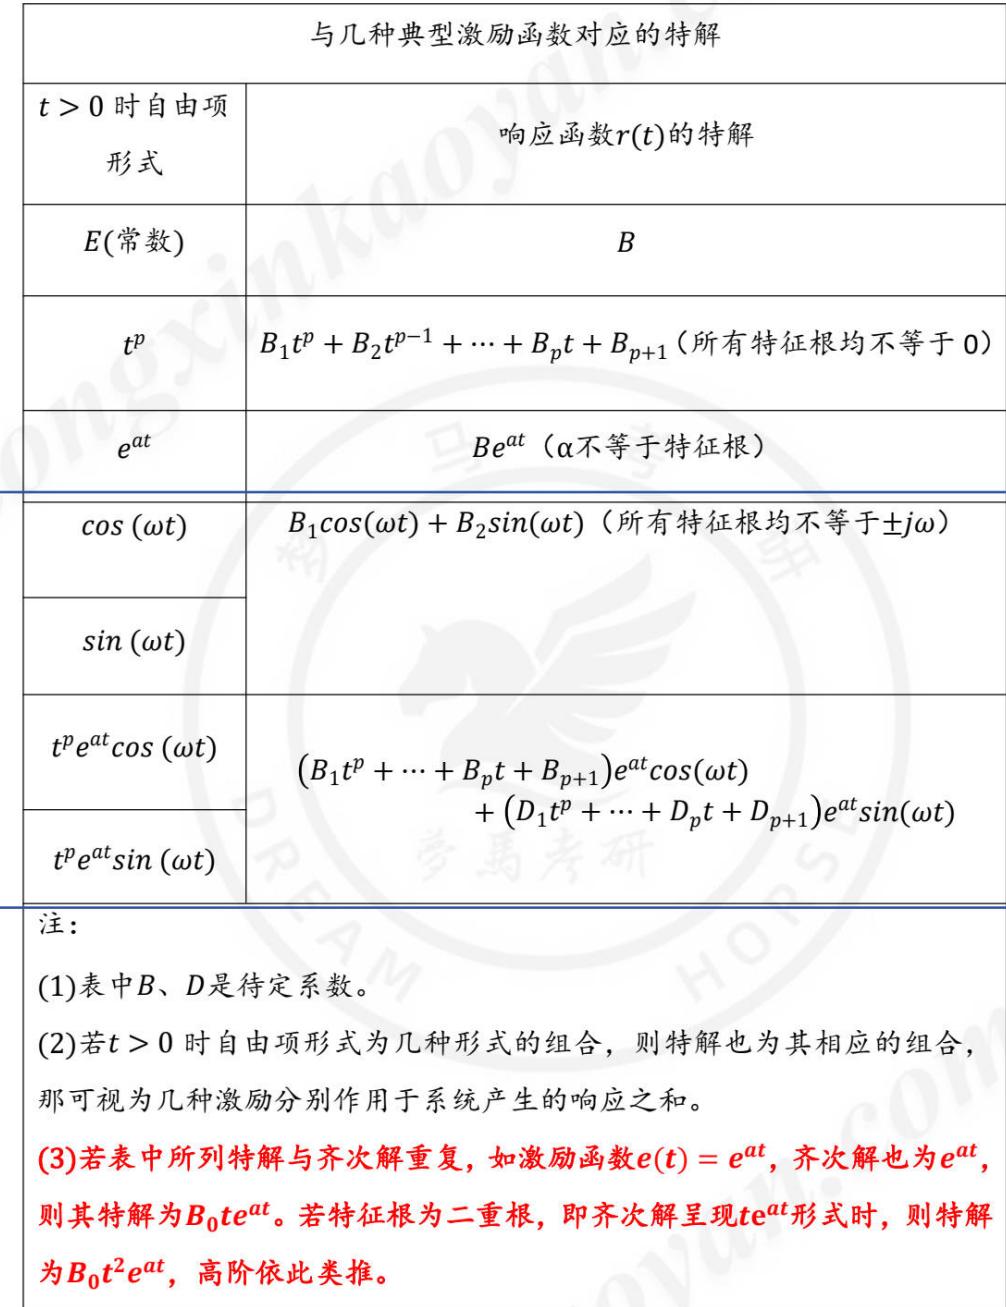 与几种典型激励函数对应的特解
t > 0 时自由项
形式
响应函数r(t)的特解
E(常数)
B
t^p
B₁t^p + B₂t^{p−1} + ⋯ + B_pt + B_{p+1}（所有特征根均不等于 0）
e^{at}
Be^{at}（α不等于特征根）
cos (ωt)
B₁cos(ωt) + B₂sin(ωt)（所有特征根均不等于±jω）
sin (ωt)
t^pe^{at}cos (ωt)
(B₁t^p + ⋯ + B_pt + B_{p+1})e^{at}cos(ωt)
+ (D₁t^p + ⋯ + D_pt + D_{p+1})e^{at}sin(ωt)
t^pe^{at}sin (ωt)
注：
(1)表中B、D是待定系数。
(2)若t > 0 时自由项形式为几种形式的组合，则特解也为其相应的组合，
那可视为几种激励分别作用于系统产生的响应之和。
(3)若表中所列特解与齐次解重复，如激励函数e(t) = e^{at}，齐次解也为e^{at}，
则其特解为B₀te^{at}。若特征根为二重根，即齐次解呈现te^{at}形式时，则特解
为B₀t²e^{at}，高阶依此类推。
梦马考研
DREAM HOPSE